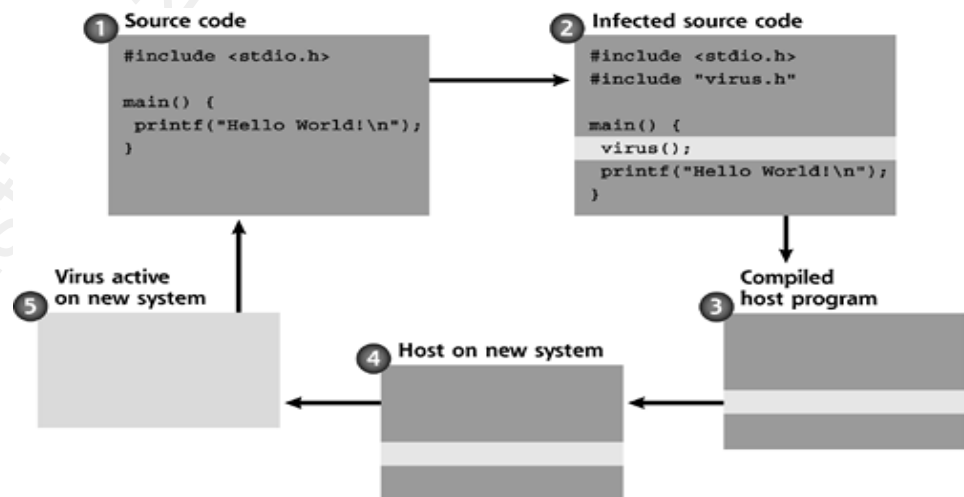 1 Source code
#include <stdio.h>
main() {
printf("Hello World!\n");
}
2 Infected source code
#include <stdio.h>
#include "virus.h"
main() {
virus();
printf("Hello World!\n");
}
3 Compiled
host program
4 Host on new system
5 Virus active
on new system